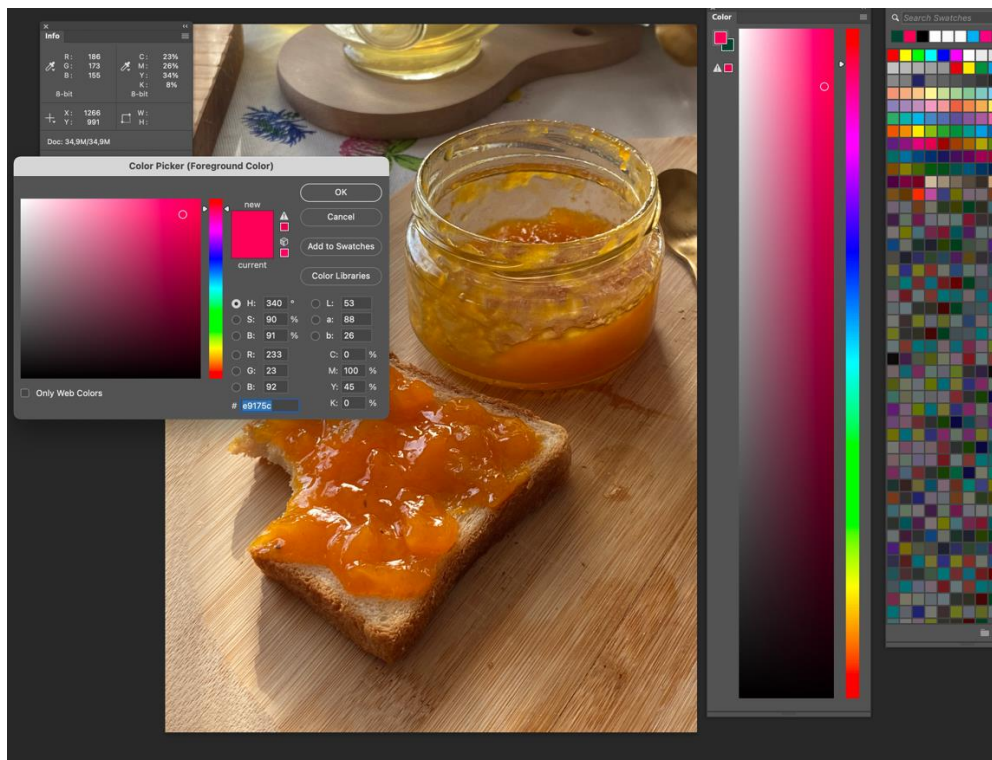 Info
R: 186
G: 173
B: 155
8-bit
C: 23%
M: 26%
Y: 34%
K: 8%
8-bit
X: 1266
Y: 991
W:
H:
Doc: 34,9M/34,9M
Color Picker (Foreground Color)
new
current
OK
Cancel
Add to Swatches
Color Libraries
H: 340 °
S: 90 %
B: 91 %
R: 233
G: 23
B: 92
# e9175c
L: 53
a: 88
b: 26
C: 0 %
M: 100 %
Y: 45 %
K: 0 %
Only Web Colors
Color
Search Swatches